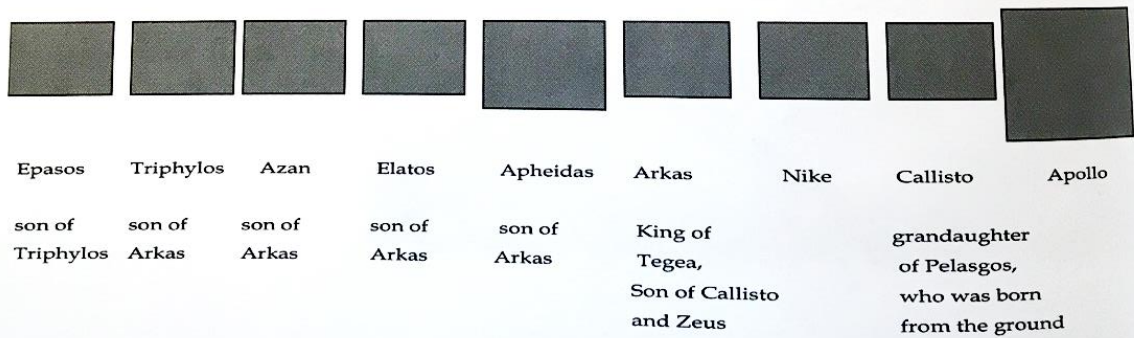 Epasos Triphylos Azan Elatos Apheidas Arkas Nike Callisto Apollo
son of son of son of son of son of King of grandaughter
Triphylos Arkas Arkas Arkas Arkas Tegea, of Pelasgos,
Son of Callisto who was born
and Zeus from the ground